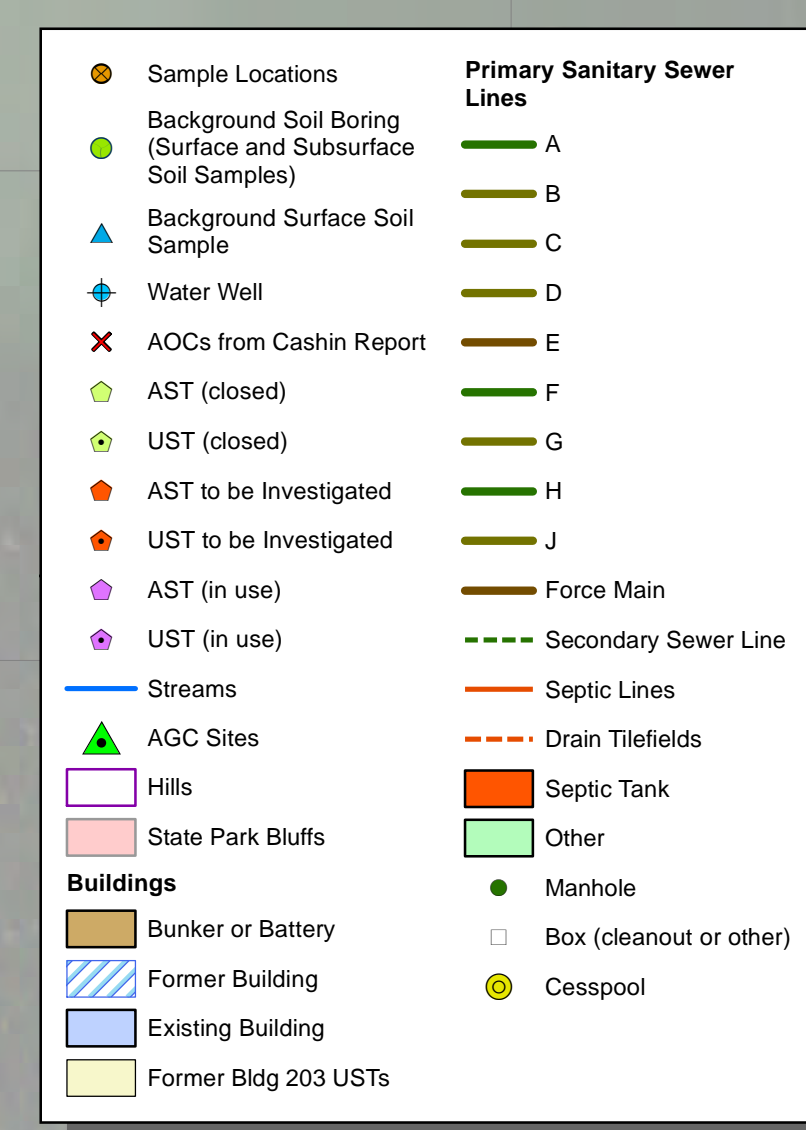 Sample Locations
Background Soil Boring
(Surface and Subsurface
Soil Samples)
Background Surface Soil
Sample
Water Well
AOCs from Cashin Report
AST (closed)
UST (closed)
AST to be Investigated
UST to be Investigated
AST (in use)
UST (in use)
Streams
AGC Sites
Hills
State Park Bluffs
Buildings
Bunker or Battery
Former Building
Existing Building
Former Bldg 203 USTs
Primary Sanitary Sewer
Lines
A
B
C
D
E
F
G
H
J
Force Main
Secondary Sewer Line
Septic Lines
Drain Tilefields
Septic Tank
Other
Manhole
Box (cleanout or other)
Cesspool